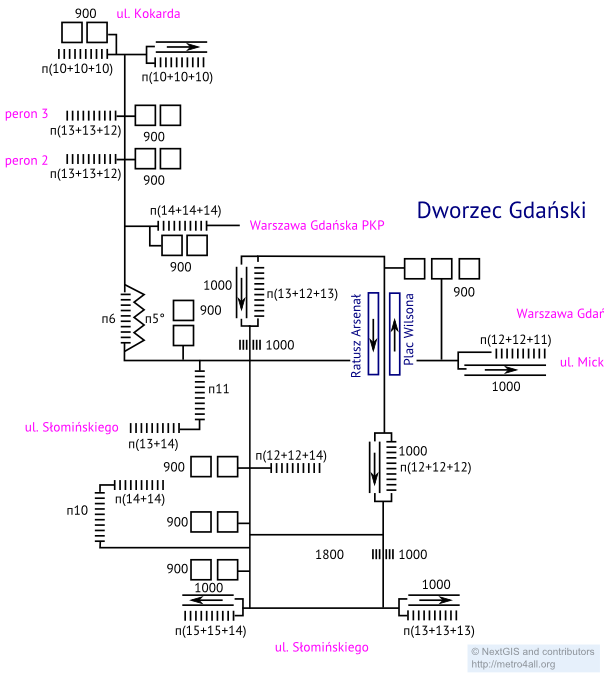 900
ul. Kokarda
п(10+10+10)
п(10+10+10)
peron 3
п(13+13+12)
900
peron 2
п(13+13+12)
900
п(14+14+14)
Warszawa Gdańska PKP
900
Dworzec Gdański
1000
п(13+12+13)
900
п6
п5°
900
Ratusz Arsenał
Plac Wilsona
Warszawa Gdań
п(12+12+11)
ul. Mick
1000
1000
п11
ul. Słomińskiego
п(13+14)
900
п(12+12+14)
1000
п(12+12+12)
п(14+14)
п10
900
1800
1000
900
1000
1000
п(15+15+14)
п(13+13+13)
ul. Słomińskiego
© NextGIS and contributors
http://metro4all.org